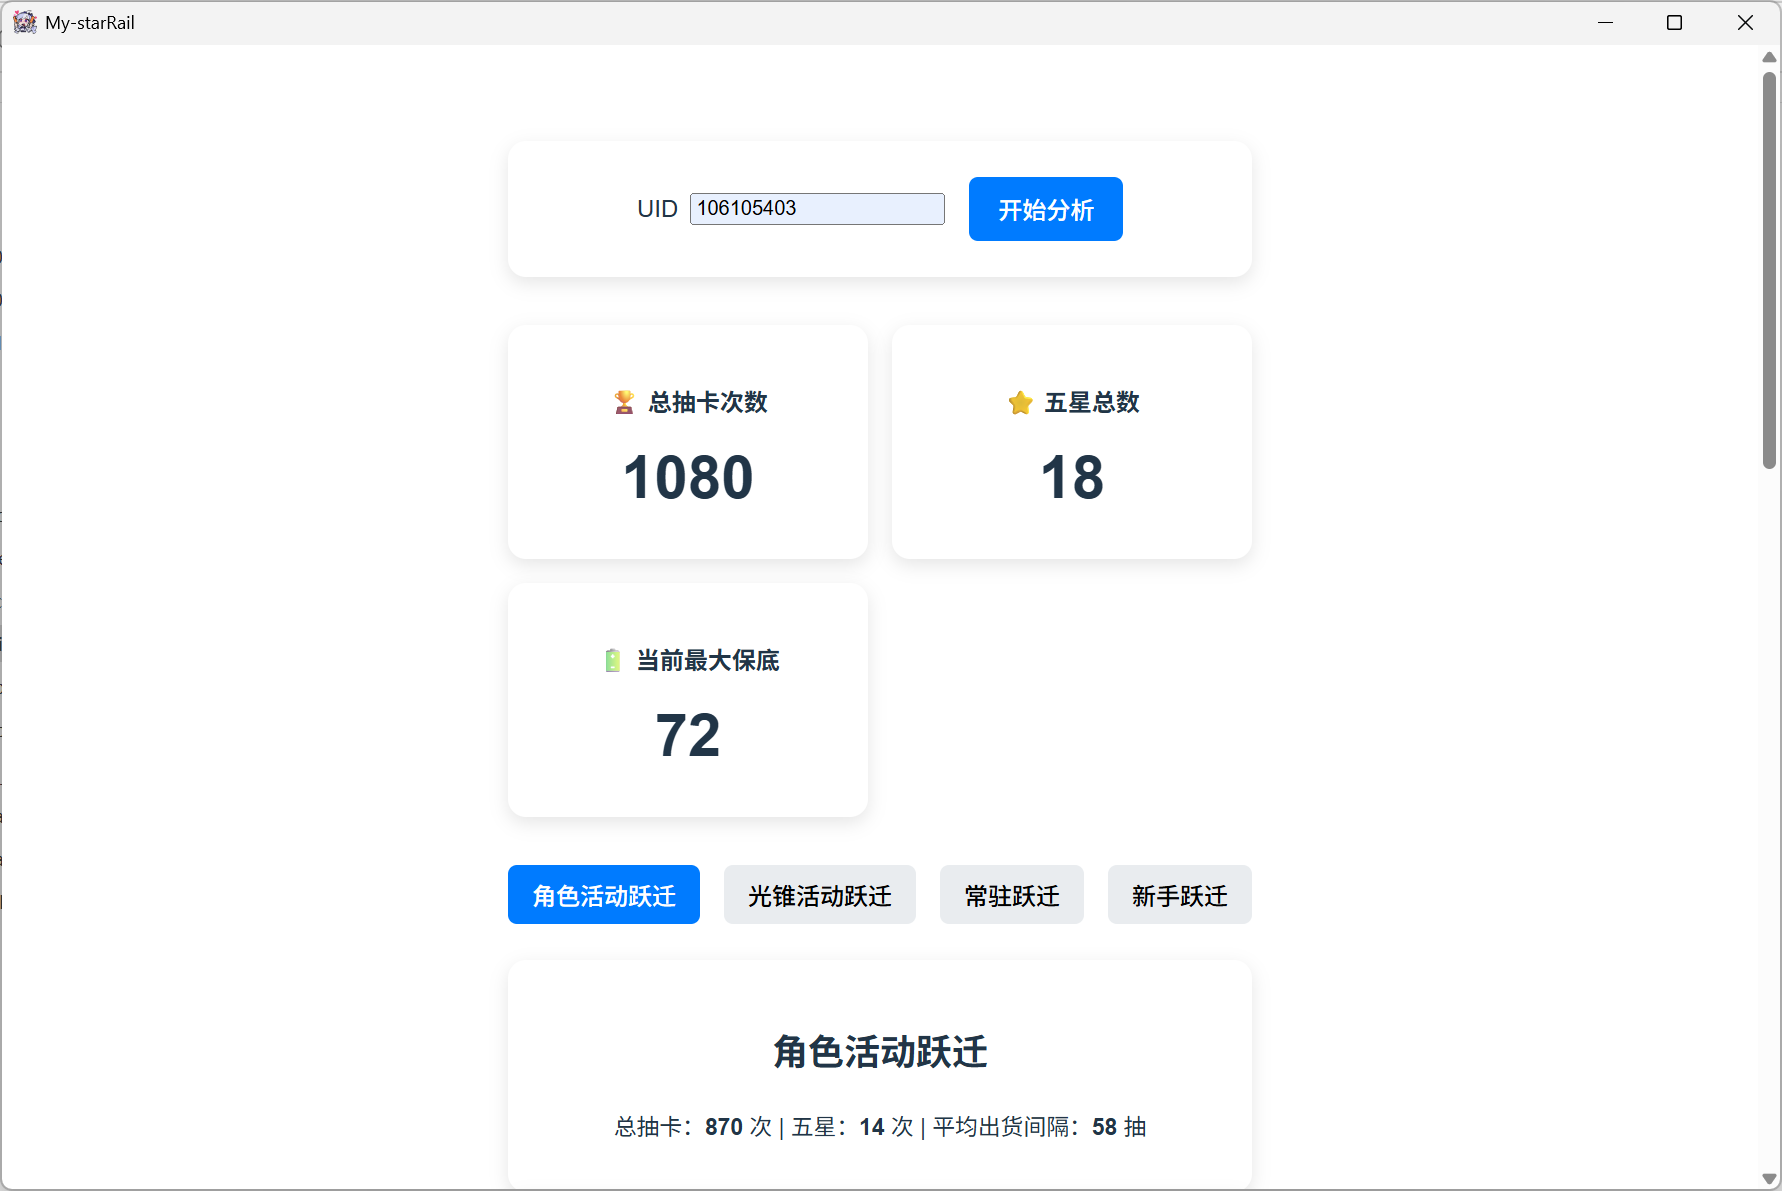 My-starRail
UID 106105403 开始分析
总抽卡次数
1080
五星总数
18
当前最大保底
72
角色活动跃迁 光锥活动跃迁 常驻跃迁 新手跃迁
角色活动跃迁
总抽卡：870 次 | 五星：14 次 | 平均出货间隔：58 抽